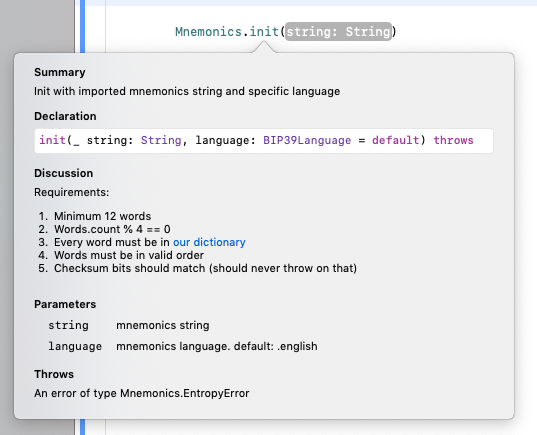 Mnemonics.init(string: String)
Summary
Init with imported mnemonics string and specific language
Declaration
init(_ string: String, language: BIP39Language = default) throws
Discussion
Requirements:
1. Minimum 12 words
2. Words.count % 4 == 0
3. Every word must be in our dictionary
4. Words must be in valid order
5. Checksum bits should match (should never throw on that)
Parameters
string mnemonics string
language mnemonics language. default: .english
Throws
An error of type Mnemonics.EntropyError